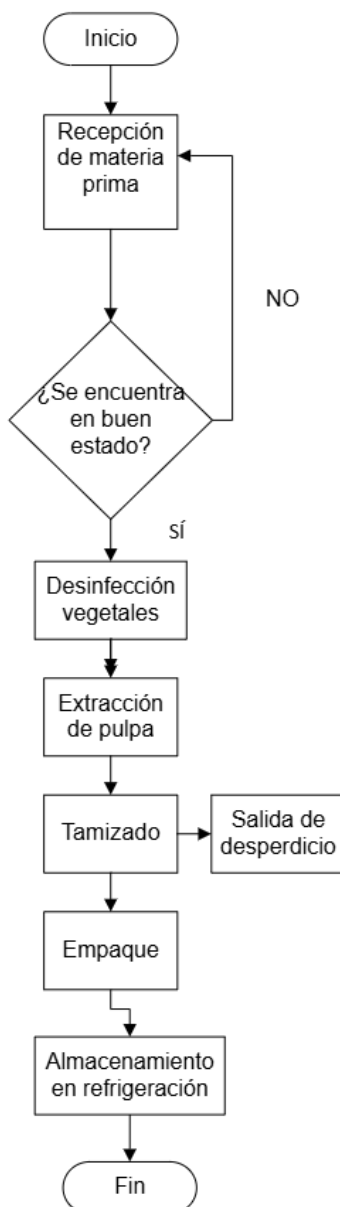 Inicio
Recepción
de materia
prima
NO
¿Se encuentra
en buen
estado?
SÍ
Desinfección
vegetales
Extracción
de pulpa
Tamizado
Salida de
desperdicio
Empaque
Almacenamiento
en refrigeración
Fin